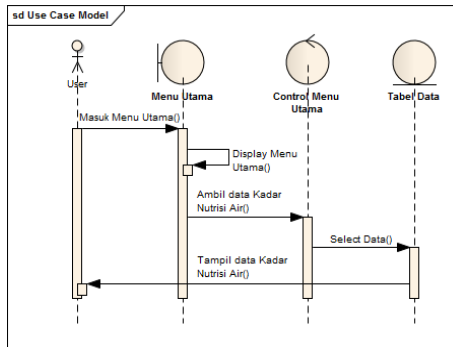 sd Use Case Model
User
Menu Utama
Control Menu
Utama
Tabel Data
Masuk Menu Utama()
Display Menu
Utama()
Ambil data Kadar
Nutrisi Air()
Select Data()
Tampil data Kadar
Nutrisi Air()